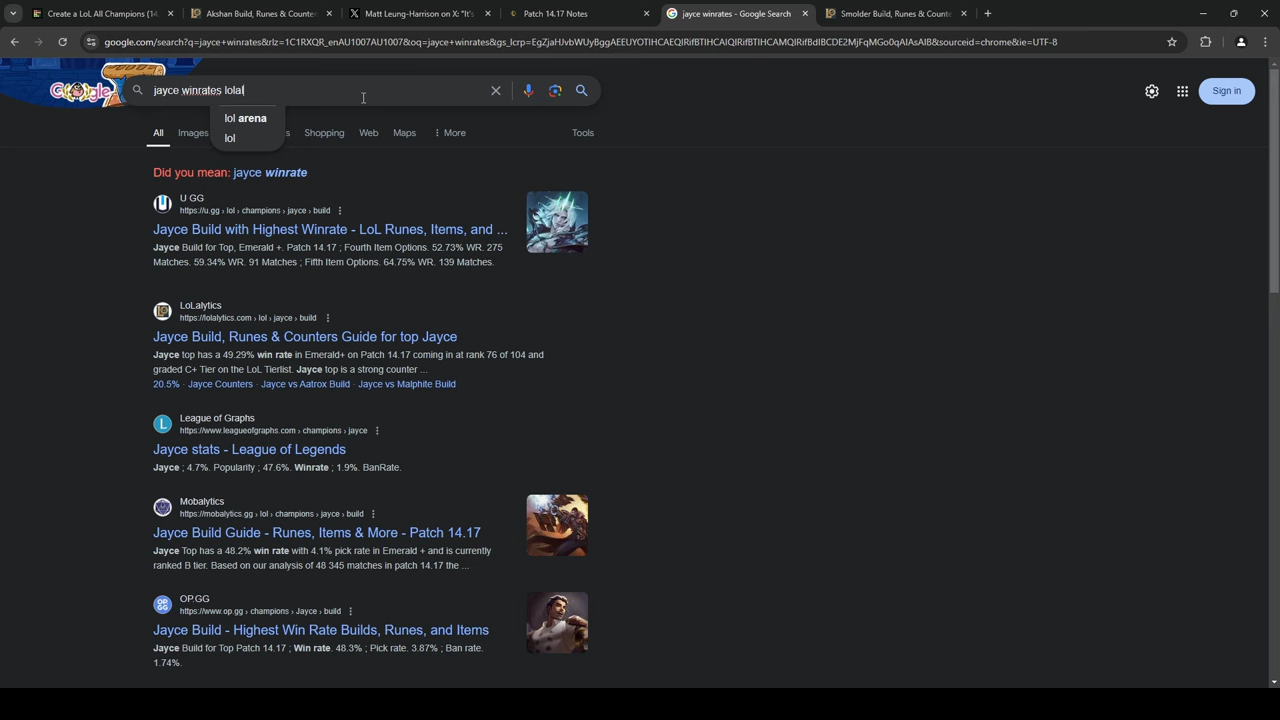 Create a LoL All Champions (14
Akshan Build, Runes & Counte
Matt Leung-Harrison on X: "It's
Patch 14.17 Notes
jayce winrates - Google Search
Smolder Build, Runes & Counte
google.com/search?q=jayce+winrates&rlz=1C1RXQR_enAU1007AU1007&oq=jayce+winrates&gs_lcrp=EgZjaHJvbWUyBggAEEUYOTIHCAEQIRifBTIHCAIQIRifBTIHCAMQIRifBdIBCDE2MjFqMGo0qAIAsAIB&sourceid=chrome&ie=UTF-8
Google
jayce winrates lolal
Sign in
lol arena
lol
All
Images
Shopping
Web
Maps
More
Tools
Did you mean: jayce winrate
U GG
https://u.gg › lol › champions › jayce › build
Jayce Build with Highest Winrate - LoL Runes, Items, and ...
Jayce Build for Top, Emerald +. Patch 14.17 ; Fourth Item Options. 52.73% WR. 275
Matches. 59.34% WR. 91 Matches ; Fifth Item Options. 64.75% WR. 139 Matches.
LoLalytics
https://lolalytics.com › lol › jayce › build
Jayce Build, Runes & Counters Guide for top Jayce
Jayce top has a 49.29% win rate in Emerald+ on Patch 14.17 coming in at rank 76 of 104 and
graded C+ Tier on the LoL Tierlist. Jayce top is a strong counter ...
20.5% · Jayce Counters · Jayce vs Aatrox Build · Jayce vs Malphite Build
League of Graphs
https://www.leagueofgraphs.com › champions › jayce
Jayce stats - League of Legends
Jayce ; 4.7%. Popularity ; 47.6%. Winrate ; 1.9%. BanRate.
Mobalytics
https://mobalytics.gg › lol › champions › jayce › build
Jayce Build Guide - Runes, Items & More - Patch 14.17
Jayce Top has a 48.2% win rate with 4.1% pick rate in Emerald + and is currently
ranked B tier. Based on our analysis of 48 345 matches in patch 14.17 the ...
OP.GG
https://www.op.gg › champions › Jayce › build
Jayce Build - Highest Win Rate Builds, Runes, and Items
Jayce Build for Top Patch 14.17 ; Win rate. 48.3% ; Pick rate. 3.87% ; Ban rate.
1.74%.